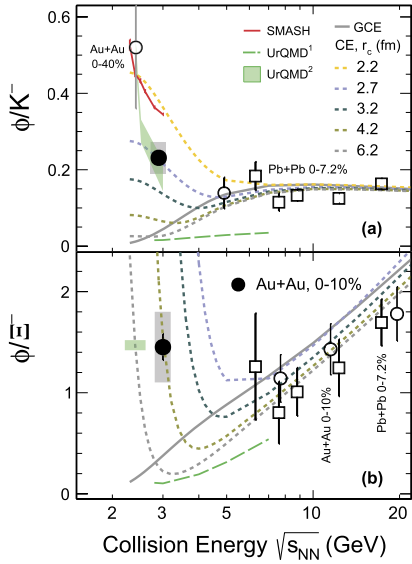 0.6
0.4
0.2
0
ϕ/K⁻
Au+Au
0-40%
SMASH
UrQMD¹
UrQMD²
GCE
CE, r_c (fm)
2.2
2.7
3.2
4.2
6.2
Pb+Pb 0-7.2%
(a)
2
1
0
ϕ/Ξ⁻
Au+Au, 0-10%
Au+Au 0-10%
Pb+Pb 0-7.2%
(b)
2 3 5 10 20
Collision Energy √s_NN (GeV)